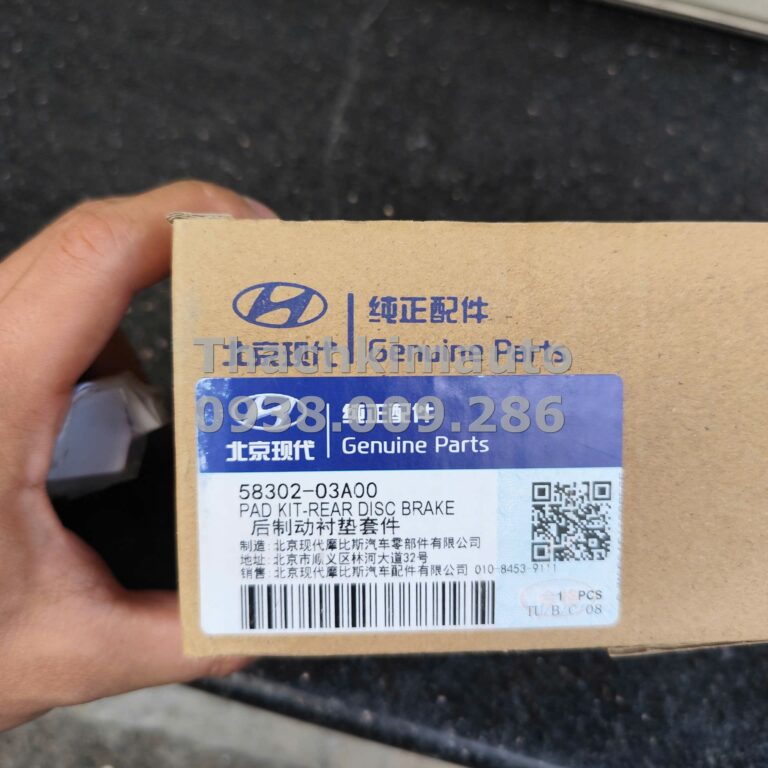 纯正配件
北京现代
Genuine Parts
Thachkimauto
0938.089.286
纯正配件
北京现代
Genuine Parts
58302-03A00
PAD KIT-REAR DISC BRAKE
后制动衬垫套件
制造: 北京现代摩比斯汽车零部件有限公司
地址: 北京市顺义区林河大道32号
销售: 北京现代摩比斯汽车配件有限公司 010-8453-9111
PCS
TU/B/C/08